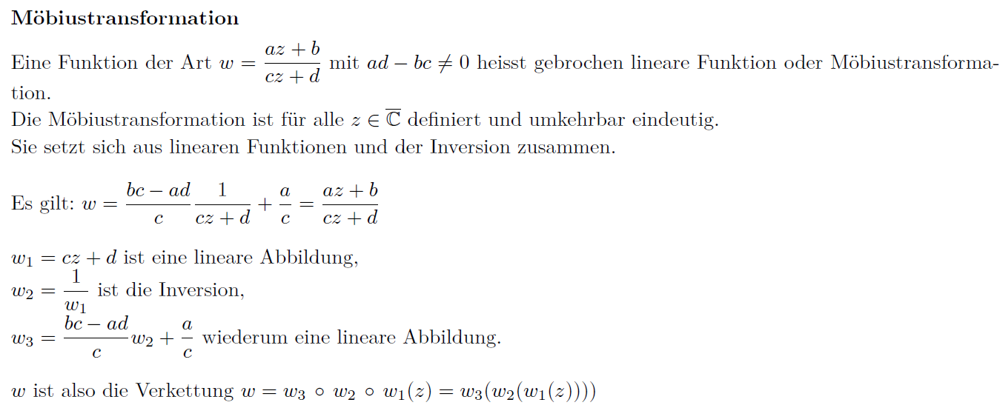 Möbiustransformation
Eine Funktion der Art $w = \dfrac{az + b}{cz + d}$ mit $ad - bc \neq 0$ heisst gebrochen lineare Funktion oder Möbiustransforma-
tion.
Die Möbiustransformation ist für alle $z \in \overline{\mathbb{C}}$ definiert und umkehrbar eindeutig.
Sie setzt sich aus linearen Funktionen und der Inversion zusammen.
Es gilt: $w = \dfrac{bc - ad}{c} \dfrac{1}{cz + d} + \dfrac{a}{c} = \dfrac{az + b}{cz + d}$
$w_1 = cz + d$ ist eine lineare Abbildung,
$w_2 = \dfrac{1}{w_1}$ ist die Inversion,
$w_3 = \dfrac{bc - ad}{c} w_2 + \dfrac{a}{c}$ wiederum eine lineare Abbildung.
$w$ ist also die Verkettung $w = w_3 \circ w_2 \circ w_1(z) = w_3(w_2(w_1(z))))$